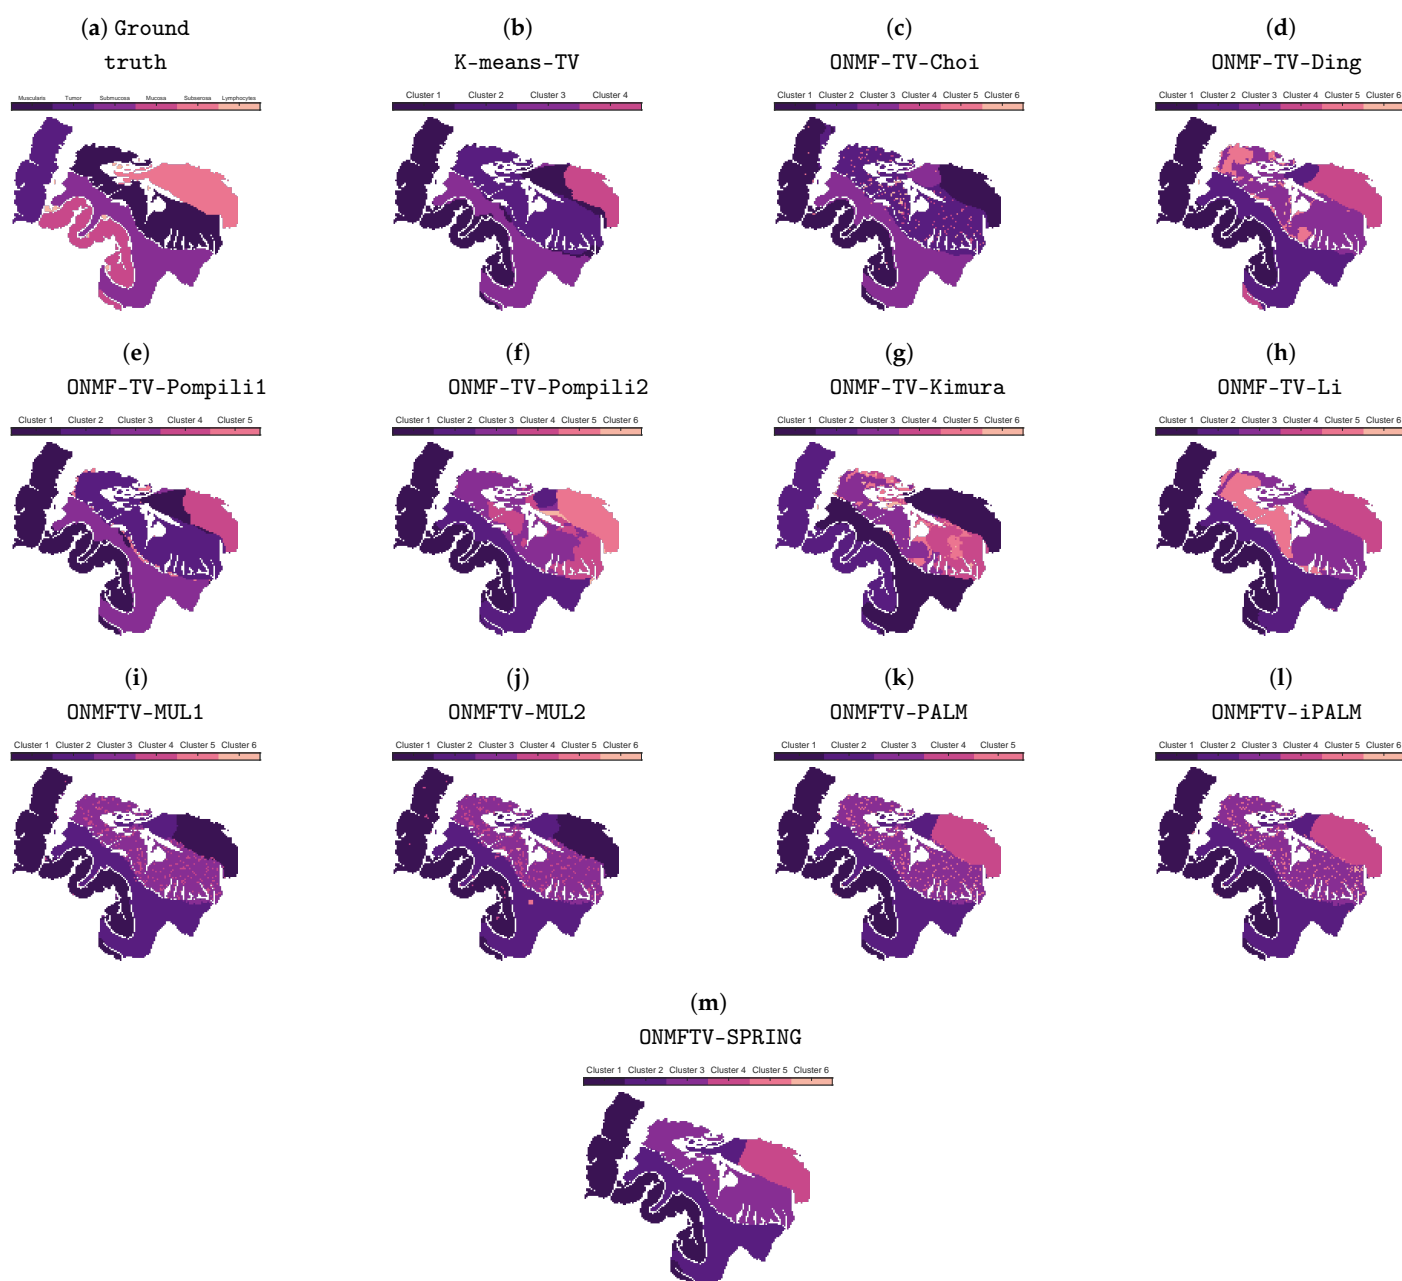 (a) Ground
truth
(b)
K-means-TV
(c)
ONMF-TV-Choi
(d)
ONMF-TV-Ding
Muscularis Tumor Submucosa Mucosa Subserosa Lymphocytes
Cluster 1 Cluster 2 Cluster 3 Cluster 4
Cluster 1 Cluster 2 Cluster 3 Cluster 4 Cluster 5 Cluster 6
Cluster 1 Cluster 2 Cluster 3 Cluster 4 Cluster 5 Cluster 6
(e)
ONMF-TV-Pompili1
(f)
ONMF-TV-Pompili2
(g)
ONMF-TV-Kimura
(h)
ONMF-TV-Li
Cluster 1 Cluster 2 Cluster 3 Cluster 4 Cluster 5
Cluster 1 Cluster 2 Cluster 3 Cluster 4 Cluster 5 Cluster 6
Cluster 1 Cluster 2 Cluster 3 Cluster 4 Cluster 5 Cluster 6
Cluster 1 Cluster 2 Cluster 3 Cluster 4 Cluster 5 Cluster 6
(i)
ONMFTV-MUL1
(j)
ONMFTV-MUL2
(k)
ONMFTV-PALM
(l)
ONMFTV-iPALM
Cluster 1 Cluster 2 Cluster 3 Cluster 4 Cluster 5 Cluster 6
Cluster 1 Cluster 2 Cluster 3 Cluster 4 Cluster 5 Cluster 6
Cluster 1 Cluster 2 Cluster 3 Cluster 4 Cluster 5
Cluster 1 Cluster 2 Cluster 3 Cluster 4 Cluster 5 Cluster 6
(m)
ONMFTV-SPRING
Cluster 1 Cluster 2 Cluster 3 Cluster 4 Cluster 5 Cluster 6